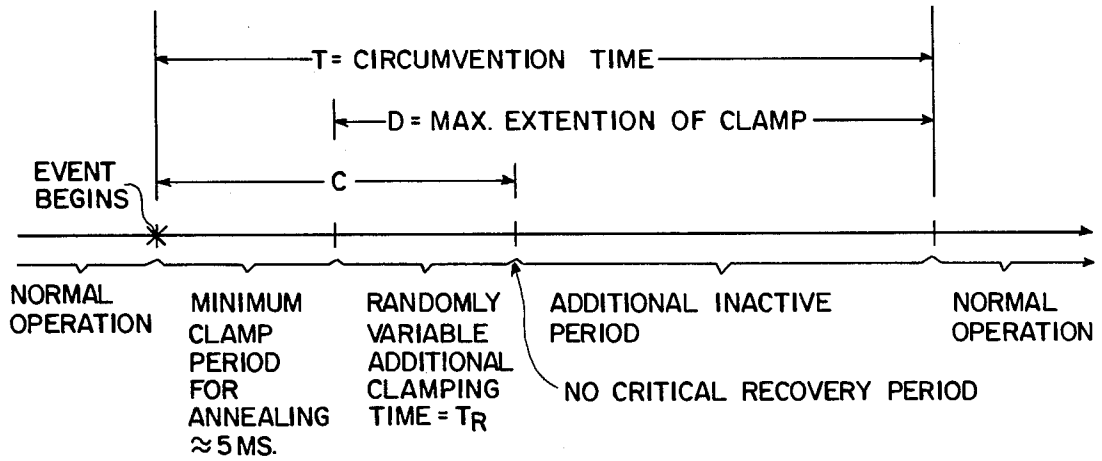 T = CIRCUMVENTION TIME
D = MAX. EXTENTION OF CLAMP
EVENT
BEGINS
C
NORMAL
OPERATION
MINIMUM
CLAMP
PERIOD
FOR
ANNEALING
≈ 5 MS.
RANDOMLY
VARIABLE
ADDITIONAL
CLAMPING
TIME = TR
ADDITIONAL INACTIVE
PERIOD
NO CRITICAL RECOVERY PERIOD
NORMAL
OPERATION